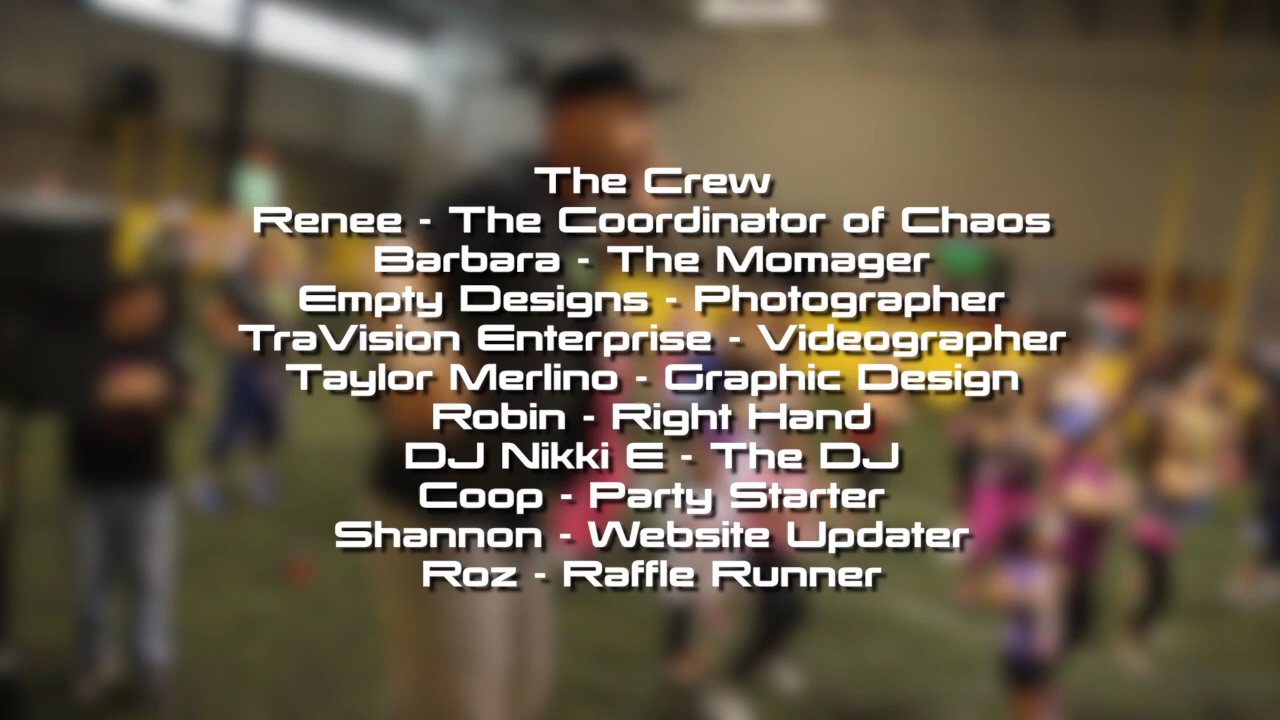 The Crew
Renee - The Coordinator of Chaos
Barbara - The Momager
Empty Designs - Photographer
TraVision Enterprise - Videographer
Taylor Merlino - Graphic Design
Robin - Right Hand
DJ Nikki E - The DJ
Coop - Party Starter
Shannon - Website Updater
Roz - Raffle Runner